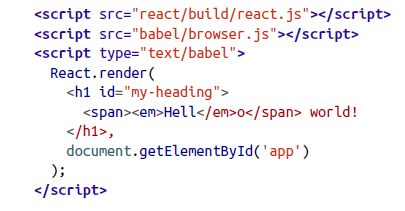 <script src="react/build/react.js"></script>
<script src="babel/browser.js"></script>
<script type="text/babel">
  React.render(
    <h1 id="my-heading">
      <span><em>Hell</em>o</span> world!
    </h1>,
    document.getElementById('app')
  );
</script>